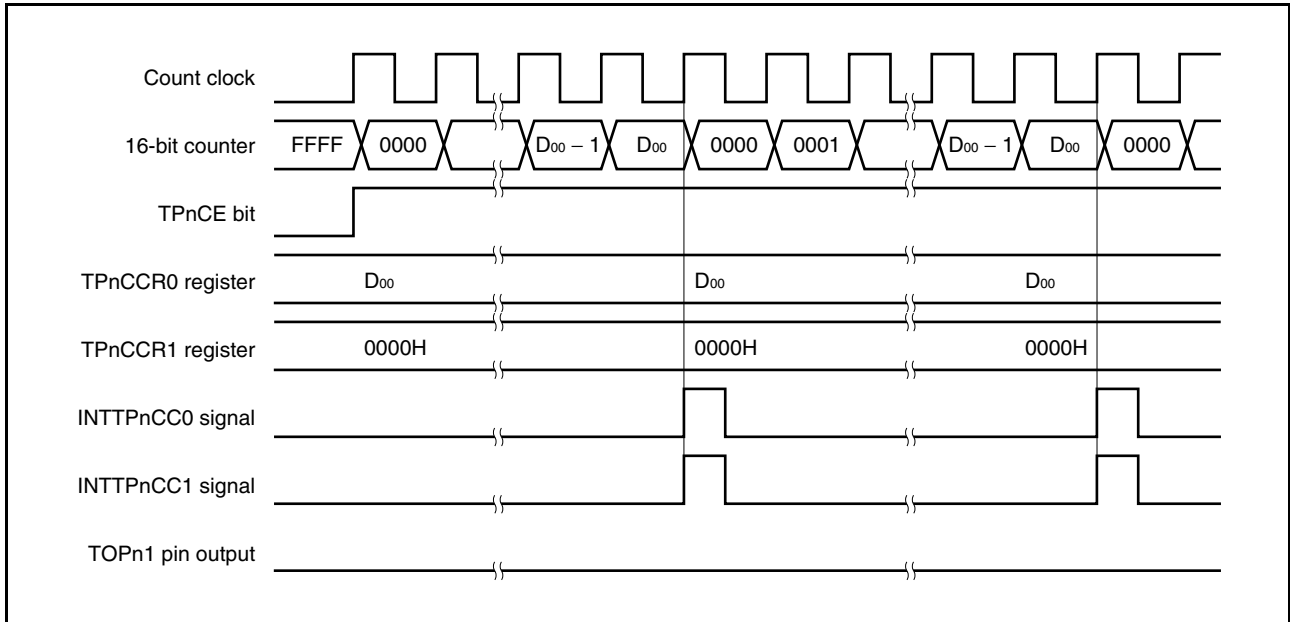 Count clock
16-bit counter FFFF 0000 D00 − 1 D00 0000 0001 D00 − 1 D00 0000
TPnCE bit
TPnCCR0 register D00 D00 D00
TPnCCR1 register 0000H 0000H 0000H
INTTPnCC0 signal
INTTPnCC1 signal
TOPn1 pin output